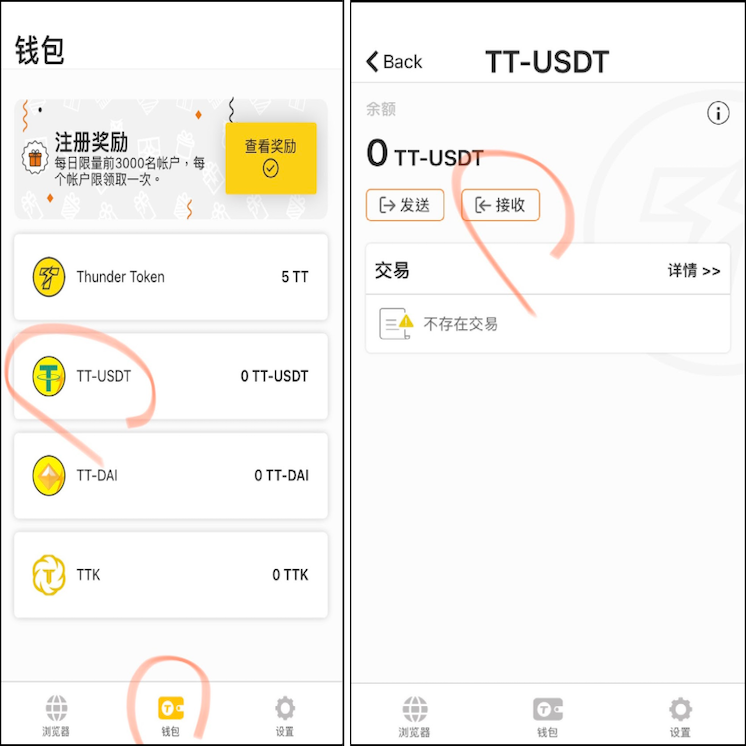 钱包
注册奖励
每日限量前3000名帐户，每
个帐户限领取一次。
查看奖励
Thunder Token
5 TT
TT-USDT
0 TT-USDT
TT-DAI
0 TT-DAI
TTK
0 TTK
浏览器
钱包
设置
Back
TT-USDT
余额
0 TT-USDT
发送
接收
交易
详情 >>
不存在交易
浏览器
钱包
设置